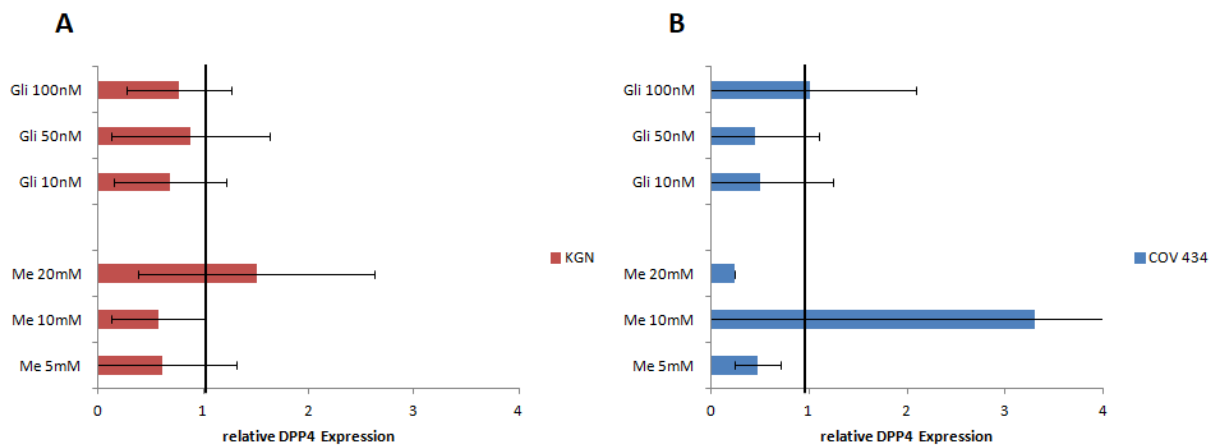 A
Gli 100nM
Gli 50nM
Gli 10nM
Me 20mM
Me 10mM
Me 5mM
0 1 2 3 4
relative DPP4 Expression
KGN
B
Gli 100nM
Gli 50nM
Gli 10nM
Me 20mM
Me 10mM
Me 5mM
0 1 2 3 4
relative DPP4 Expression
COV 434